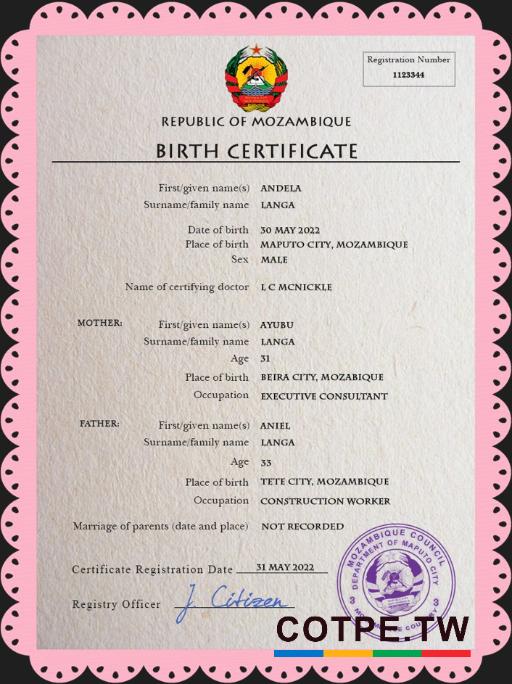 Registration Number
1123344
REPUBLIC OF MOZAMBIQUE
BIRTH CERTIFICATE
First/given name(s) ANDELA
Surname/family name LANGA
Date of birth 30 MAY 2022
Place of birth MAPUTO CITY, MOZAMBIQUE
Sex MALE
Name of certifying doctor L C MCNICKLE
MOTHER: First/given name(s) AYUBU
Surname/family name LANGA
Age 31
Place of birth BEIRA CITY, MOZABIQUE
Occupation EXECUTIVE CONSULTANT
FATHER: First/given name(s) ANIEL
Surname/family name LANGA
Age 33
Place of birth TETE CITY, MOZAMBIQUE
Occupation CONSTRUCTION WORKER
Marriage of parents (date and place) NOT RECORDED
MOZAMBIQUE COUNCIL
DEPARTMENT OF MAPUTO CITY
Certificate Registration Date 31 MAY 2022
Registry Officer J. Citizen
COTPE.TW